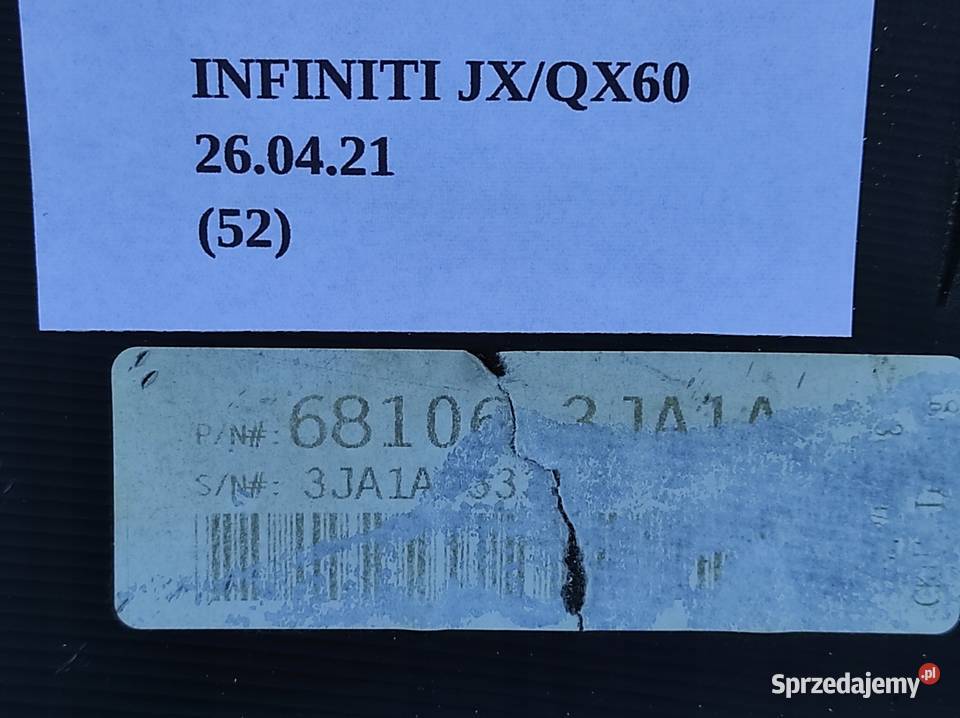 INFINITI JX/QX60
26.04.21
(52)
P/N#: 68106 3JA1A
S/N#: 3JA1A
Sprzedajemy.pl